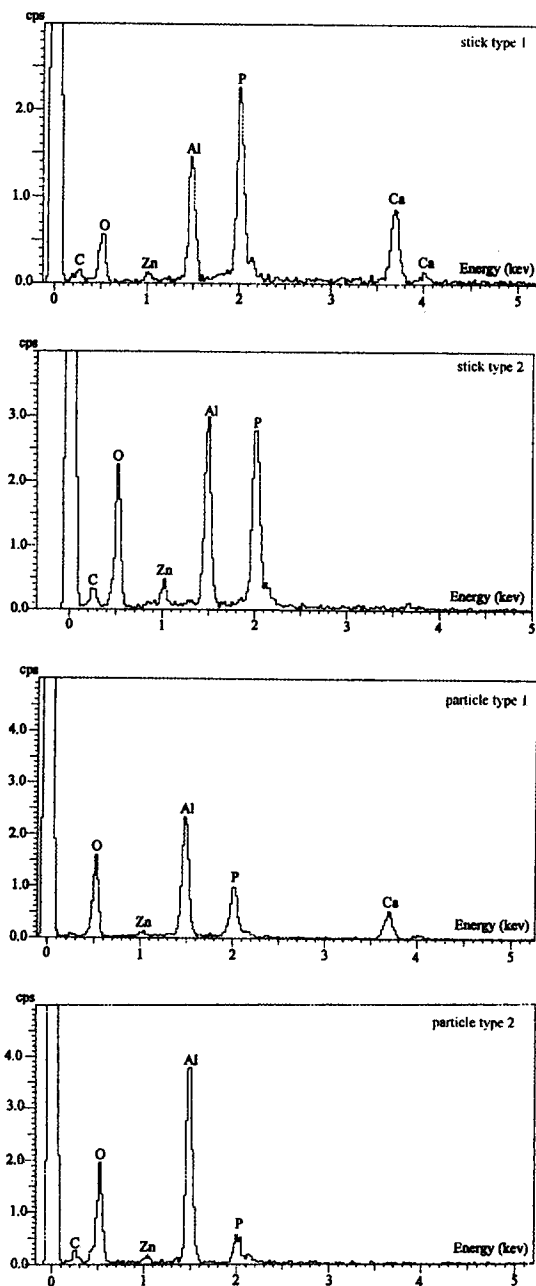 cps
stick type 1
P
2.0
Al
1.0
Ca
O
C
Zn
Ca
Energy (kev)
0.0
0 1 2 3 4 5
cps
stick type 2
3.0
Al
P
O
2.0
1.0
C
Zn
Energy (kev)
0.0
0 1 2 3 4 5
cps
particle type 1
4.0
3.0
Al
2.0
O
P
1.0
Ca
Zn
Energy (kev)
0.0
0 1 2 3 4 5
cps
particle type 2
4.0
Al
3.0
2.0
O
1.0
P
C
Zn
Energy (kev)
0.0
0 1 2 3 4 5